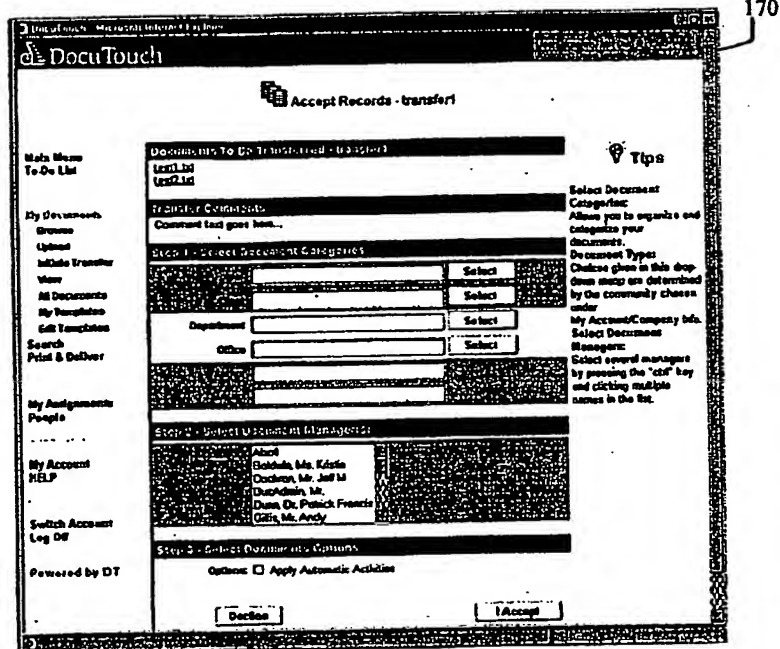 170
DocuTouch - Microsoft Internet Explorer
DocuTouch
Accept Records - transfer1
Main Menu
To-Do List
My Documents
Browse
Upload
Initiate Transfer
View
All Documents
My Templates
Edit Templates
Search
Print & Deliver
My Assignments
People
My Account
HELP
Switch Account
Log Off
Powered by DT
Documents To Be Transferred - transfer1
test1.txt
test2.txt
Transfer Comments
Comment text goes here...
Step 1 - Select Document Categories
Select
Select
Department
Select
Office
Select
Step 2 - Select Document Managers
Baldwin, Ms. Kristie
Cochran, Mr. Jeff M
DocAdmin, Mr.
Dunn, Dr. Patrick Francis
Gillis, Mr. Andy
Step 3 - Select Documents Options
Options: Apply Automatic Activities
Decline
I Accept
Tips
Select Document
Categories:
Allows you to organize and
categorize your
documents.
Document Type:
Choices given in this drop
down menu are determined
by the community chosen
under
My Account/Company Info.
Select Document
Managers:
Select several managers
by pressing the "ctrl" key
and clicking multiple
names in the list.